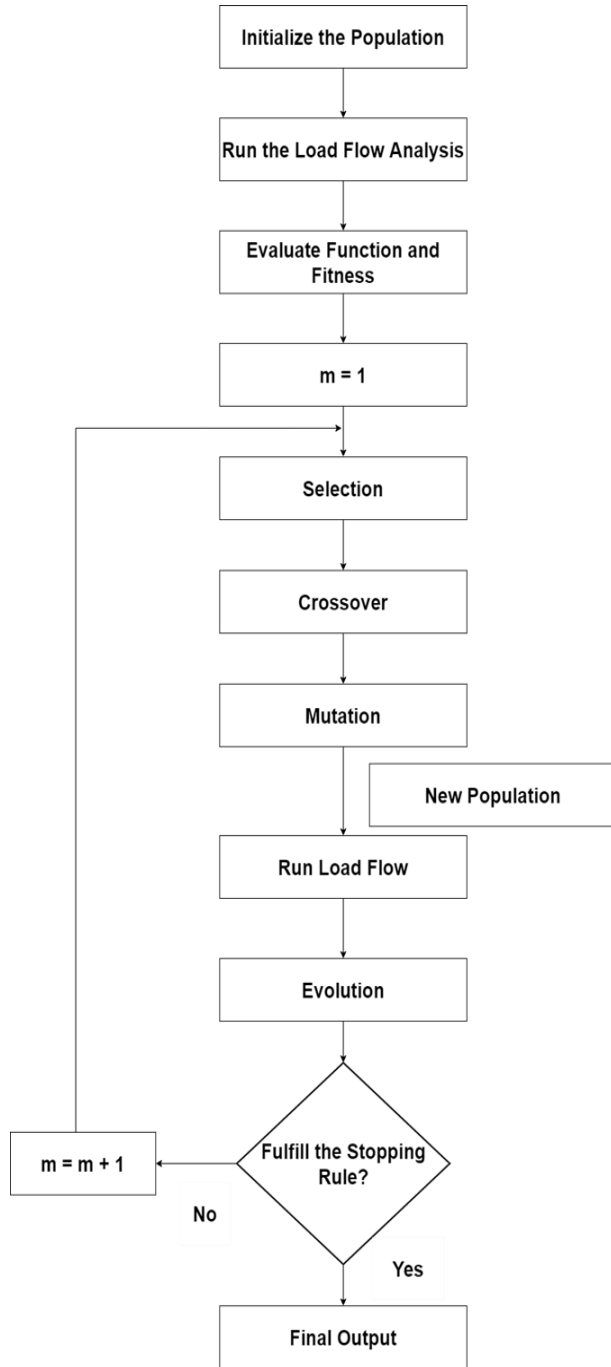 Initialize the Population
Run the Load Flow Analysis
Evaluate Function and
Fitness
m = 1
Selection
Crossover
Mutation
New Population
Run Load Flow
Evolution
Fulfill the Stopping
Rule?
m = m + 1
No
Yes
Final Output